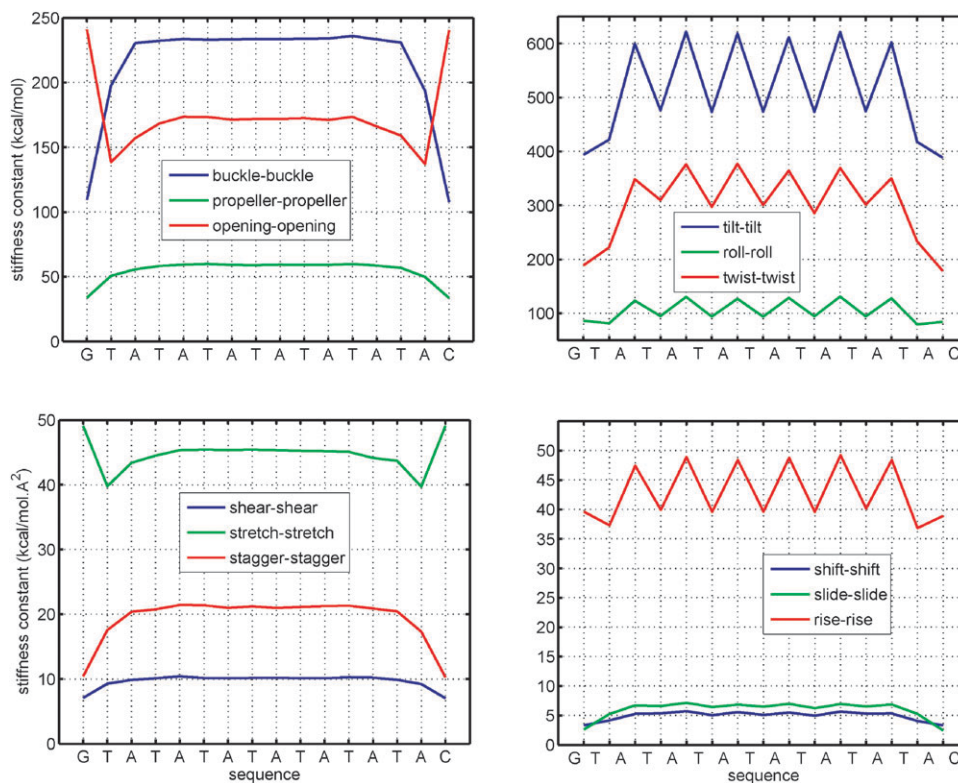 250
200
150
100
50
0
stiffness constant (kcal/mol)
buckle-buckle
propeller-propeller
opening-opening
G T A T A T A T A T A T A T A C
600
500
400
300
200
100
tilt-tilt
roll-roll
twist-twist
G T A T A T A T A T A T A T A C
50
40
30
20
10
0
stiffness constant (kcal/mol.A²)
shear-shear
stretch-stretch
stagger-stagger
G T A T A T A T A T A T A T A C
sequence
50
45
40
35
30
25
20
15
10
5
0
shift-shift
slide-slide
rise-rise
G T A T A T A T A T A T A T A C
sequence